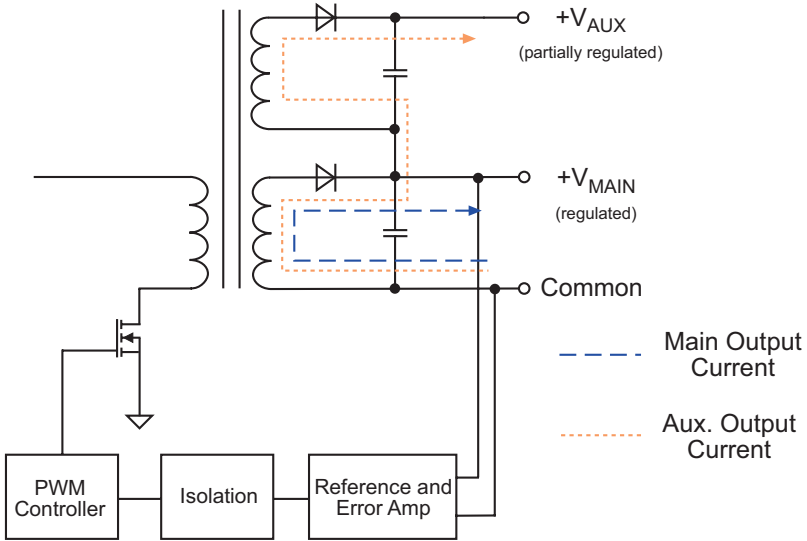 +VAUX
(partially regulated)
+VMAIN
(regulated)
Common
Main Output
Current
Aux. Output
Current
PWM
Controller
Isolation
Reference and
Error Amp